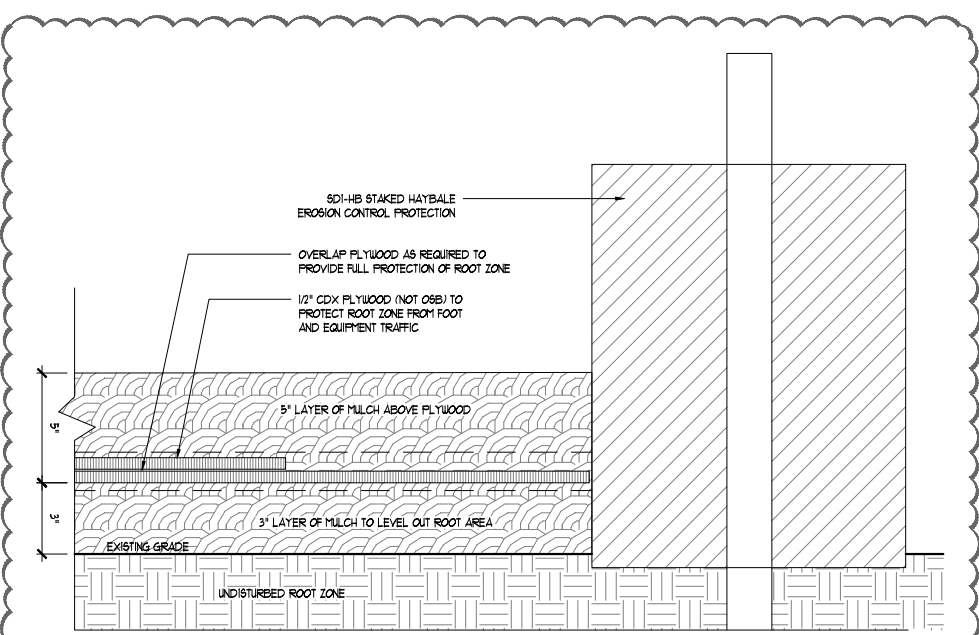 SD1-HB STAKED HAYBALE
EROSION CONTROL PROTECTION
OVERLAP PLYWOOD AS REQUIRED TO
PROVIDE FULL PROTECTION OF ROOT ZONE
1/2" CDX PLYWOOD (NOT OSB) TO
PROTECT ROOT ZONE FROM FOOT
AND EQUIPMENT TRAFFIC
5" LAYER OF MULCH ABOVE PLYWOOD
5"
3"
3" LAYER OF MULCH TO LEVEL OUT ROOT AREA
EXISTING GRADE
UNDISTURBED ROOT ZONE